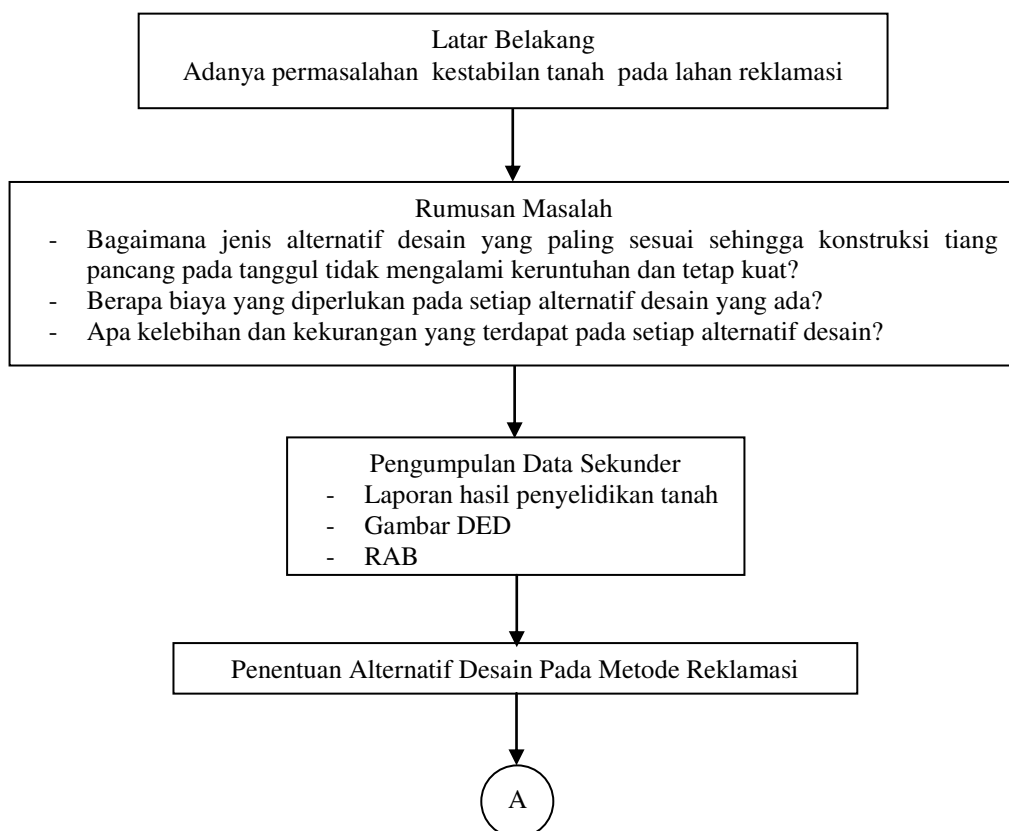 Latar Belakang
Adanya permasalahan kestabilan tanah pada lahan reklamasi
Rumusan Masalah
- Bagaimana jenis alternatif desain yang paling sesuai sehingga konstruksi tiang
pancang pada tanggul tidak mengalami keruntuhan dan tetap kuat?
- Berapa biaya yang diperlukan pada setiap alternatif desain yang ada?
- Apa kelebihan dan kekurangan yang terdapat pada setiap alternatif desain?
Pengumpulan Data Sekunder
- Laporan hasil penyelidikan tanah
- Gambar DED
- RAB
Penentuan Alternatif Desain Pada Metode Reklamasi
A